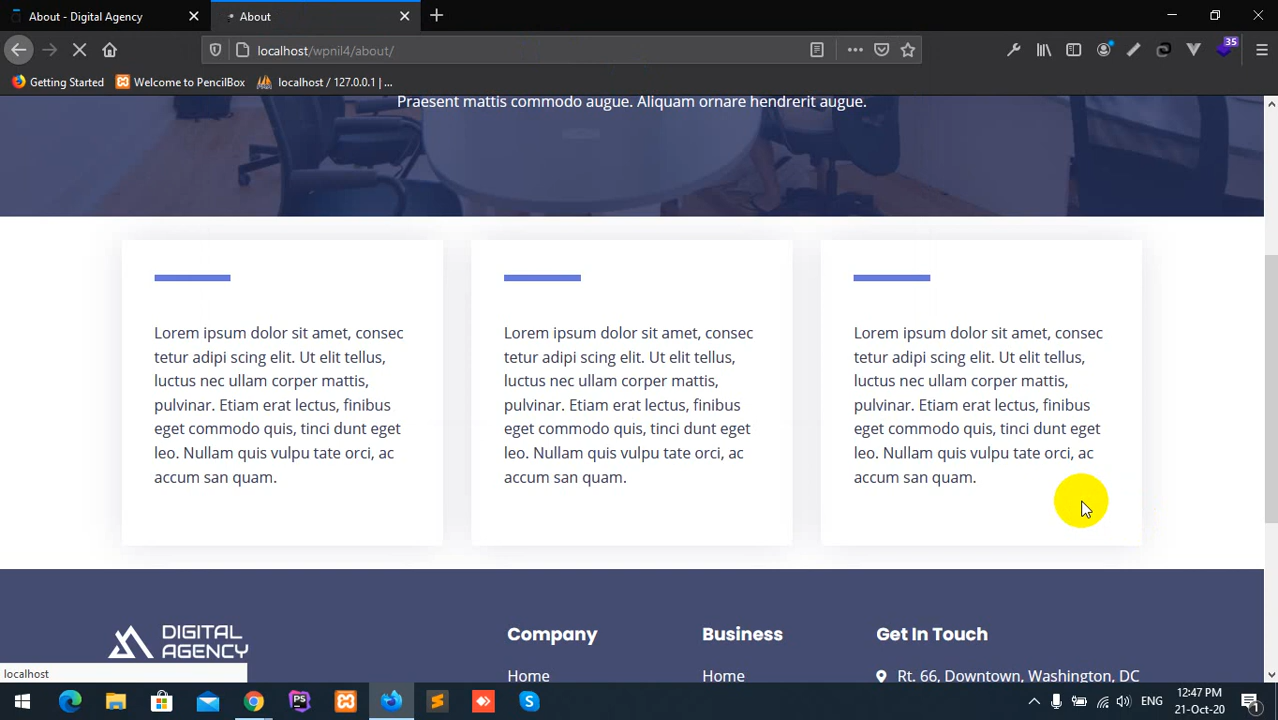 About - Digital Agency
About
localhost/wpnil4/about/
35
Getting Started
Welcome to PencilBox
localhost / 127.0.0.1 | ...
Praesent mattis commodo augue. Aliquam ornare hendrerit augue.
Lorem ipsum dolor sit amet, consec
tetur adipi scing elit. Ut elit tellus,
luctus nec ullam corper mattis,
pulvinar. Etiam erat lectus, finibus
eget commodo quis, tinci dunt eget
leo. Nullam quis vulpu tate orci, ac
accum san quam.
Lorem ipsum dolor sit amet, consec
tetur adipi scing elit. Ut elit tellus,
luctus nec ullam corper mattis,
pulvinar. Etiam erat lectus, finibus
eget commodo quis, tinci dunt eget
leo. Nullam quis vulpu tate orci, ac
accum san quam.
Lorem ipsum dolor sit amet, consec
tetur adipi scing elit. Ut elit tellus,
luctus nec ullam corper mattis,
pulvinar. Etiam erat lectus, finibus
eget commodo quis, tinci dunt eget
leo. Nullam quis vulpu tate orci, ac
accum san quam.
DIGITAL
AGENCY
Company
Home
Business
Home
Get In Touch
Rt. 66, Downtown, Washington, DC
localhost
PS
S
ENG
12:47 PM
21-Oct-20
1